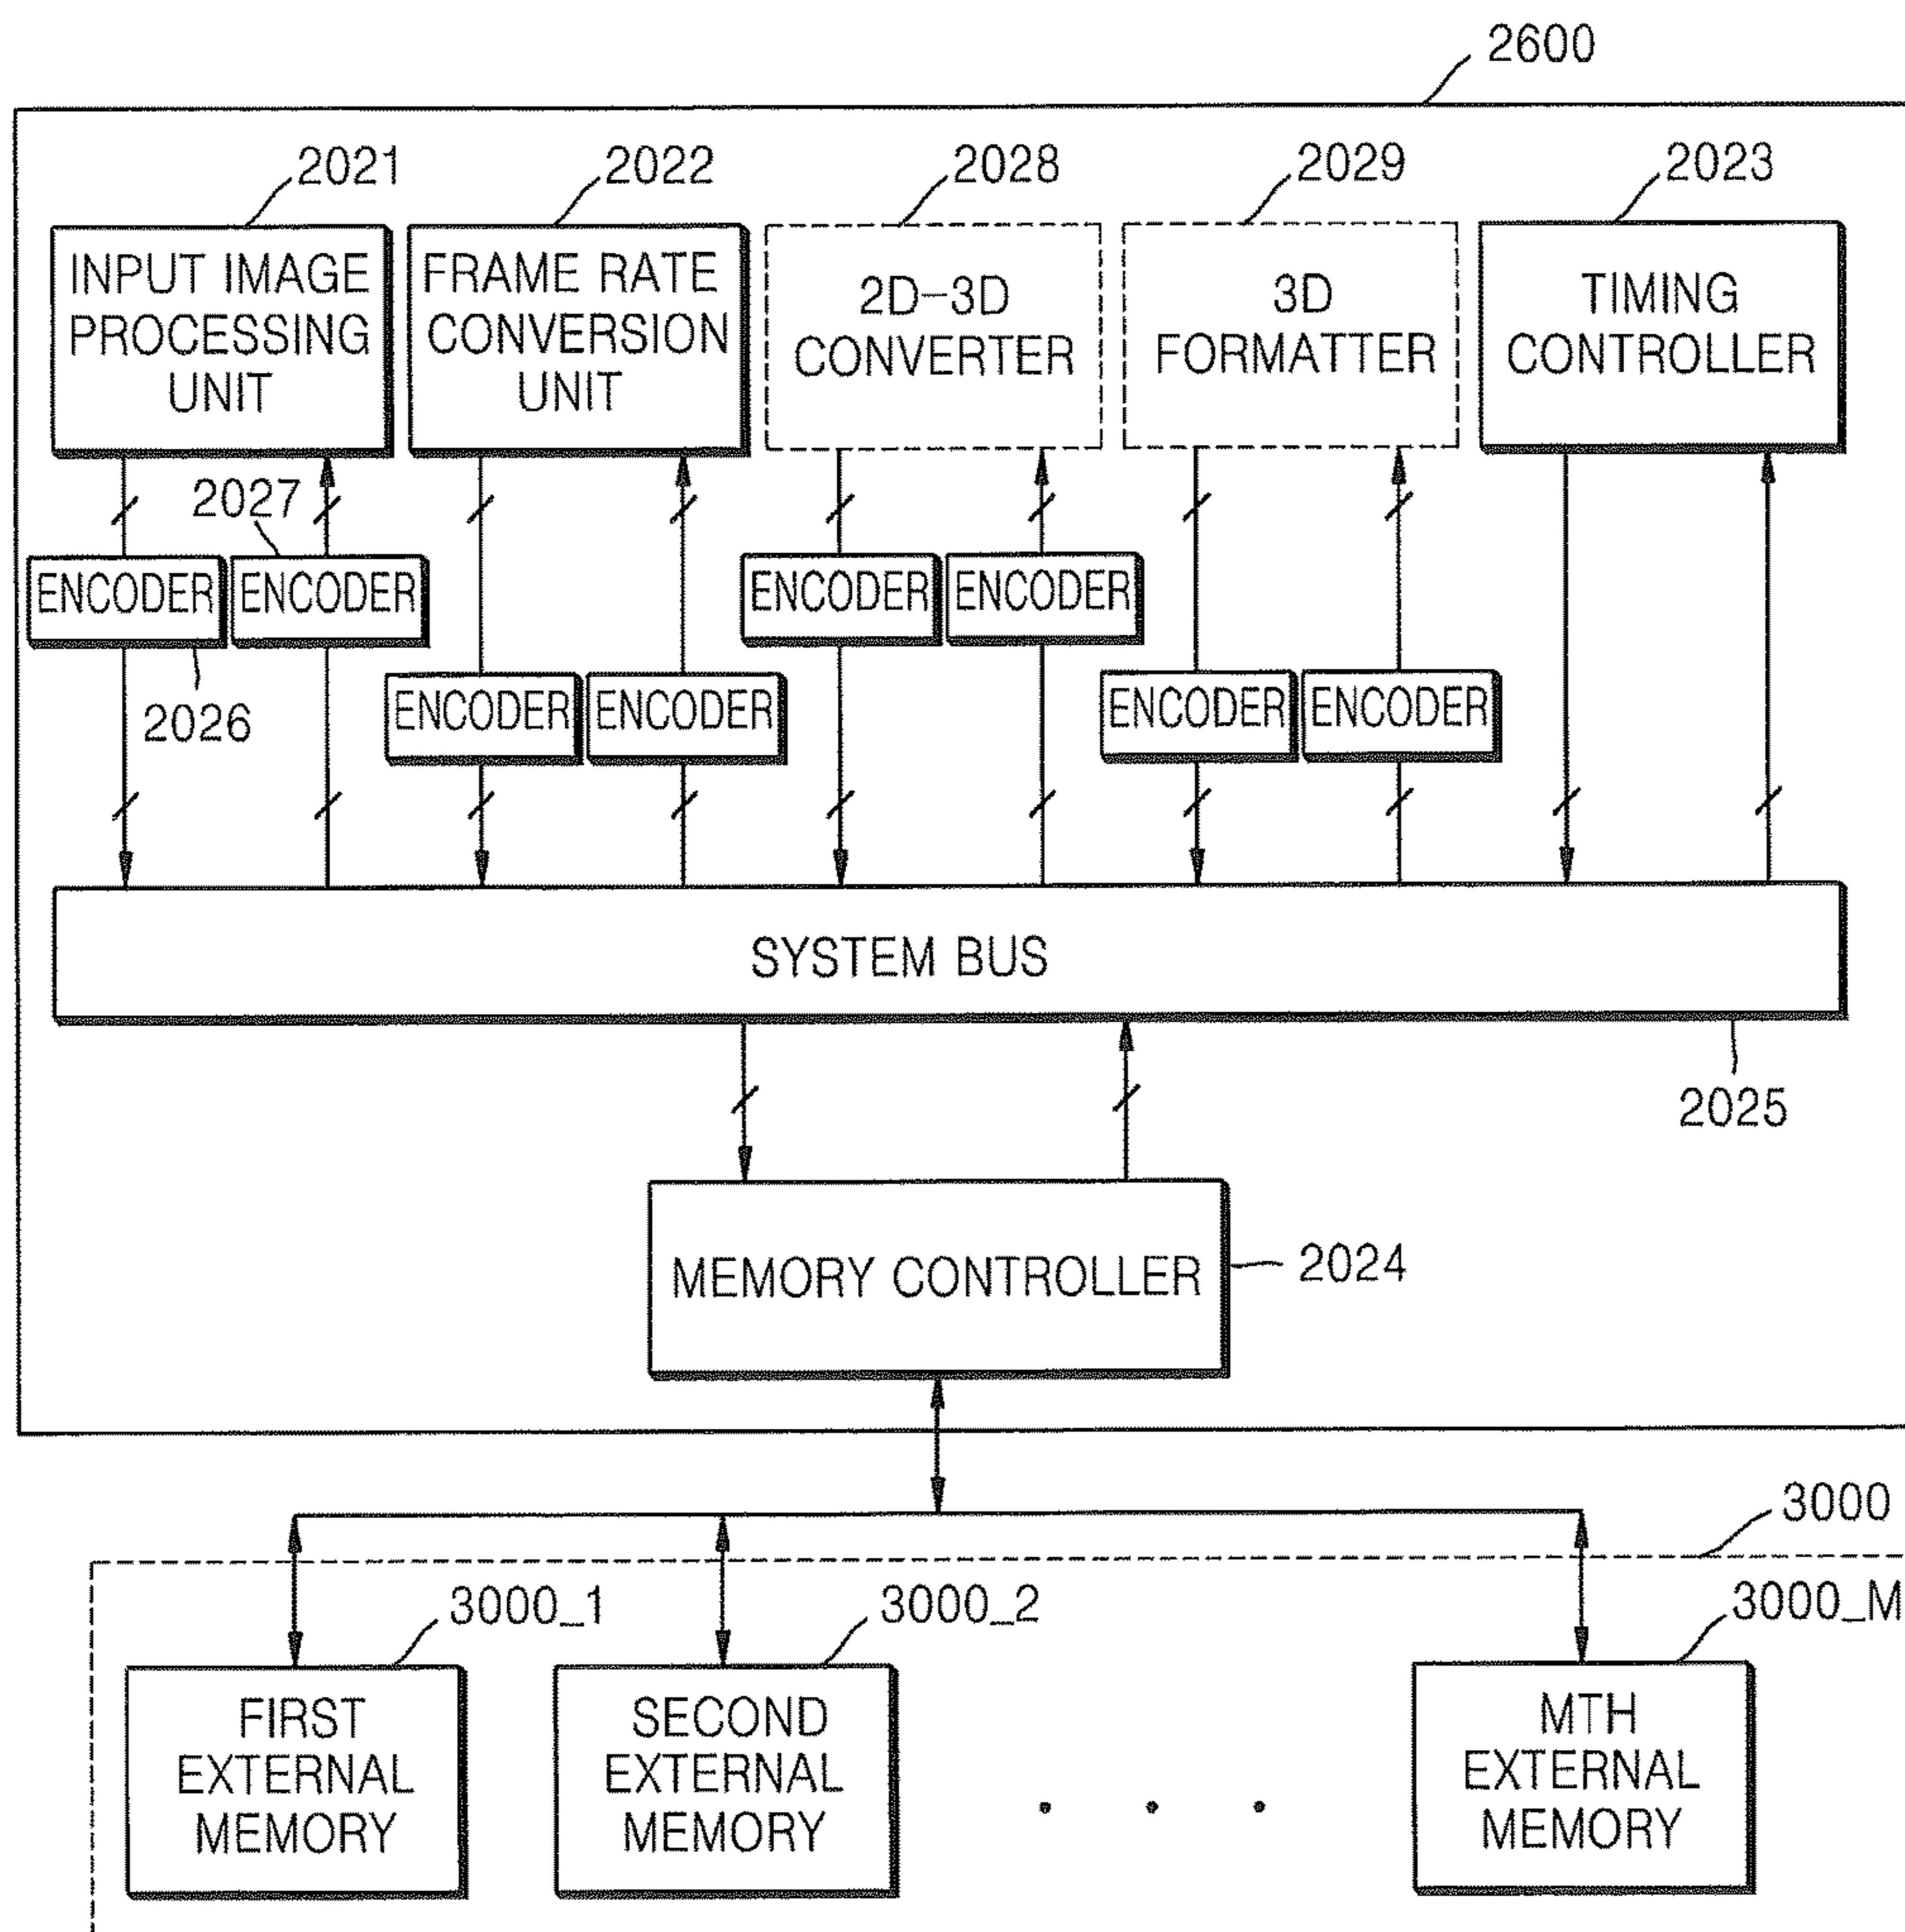 2600
2021
2022
2028
2029
2023
INPUT IMAGE
PROCESSING
UNIT
FRAME RATE
CONVERSION
UNIT
2D-3D
CONVERTER
3D
FORMATTER
TIMING
CONTROLLER
2027
ENCODER
ENCODER
ENCODER
ENCODER
2026
ENCODER
ENCODER
ENCODER
ENCODER
SYSTEM BUS
2025
MEMORY CONTROLLER
2024
3000
3000_1
3000_2
3000_M
FIRST
EXTERNAL
MEMORY
SECOND
EXTERNAL
MEMORY
MTH
EXTERNAL
MEMORY